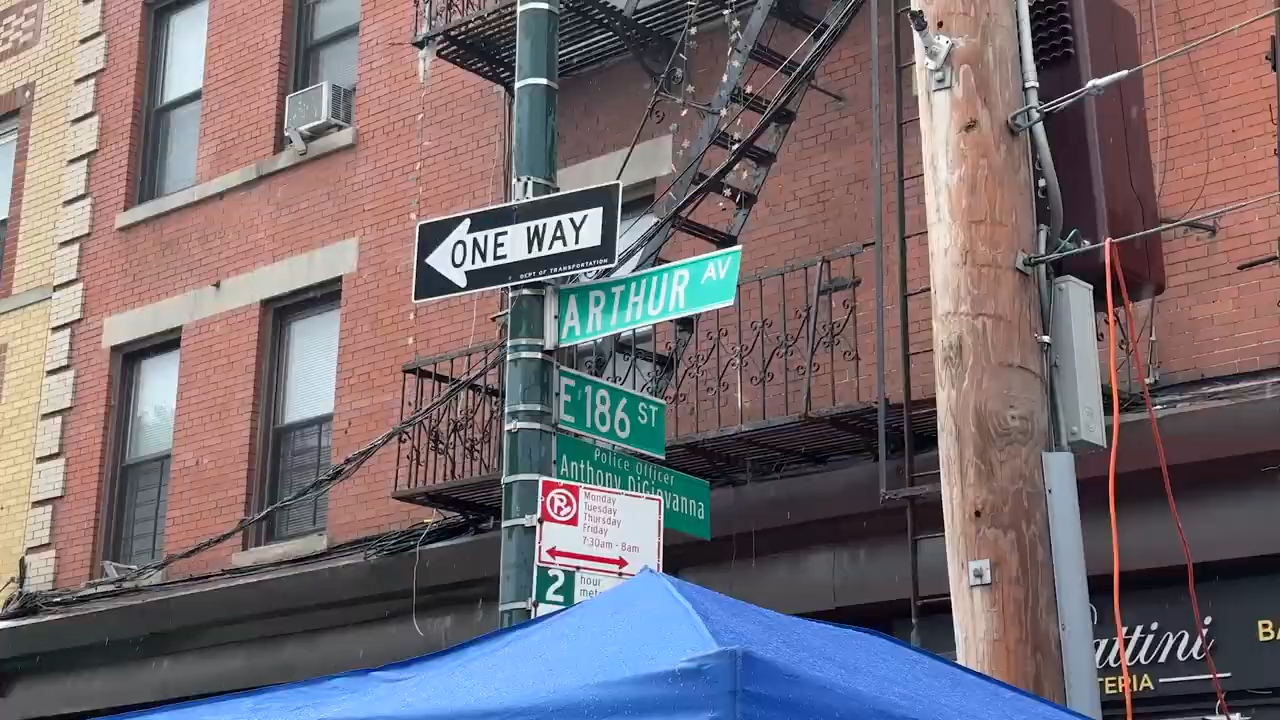 ONE WAY
DEPT OF TRANSPORTATION
ARTHUR AV
E 186 ST
Police Officer
Anthony DiGiovanna
Monday
Tuesday
Thursday
Friday
7:30am - 8am
2
hour
attini
TERIA